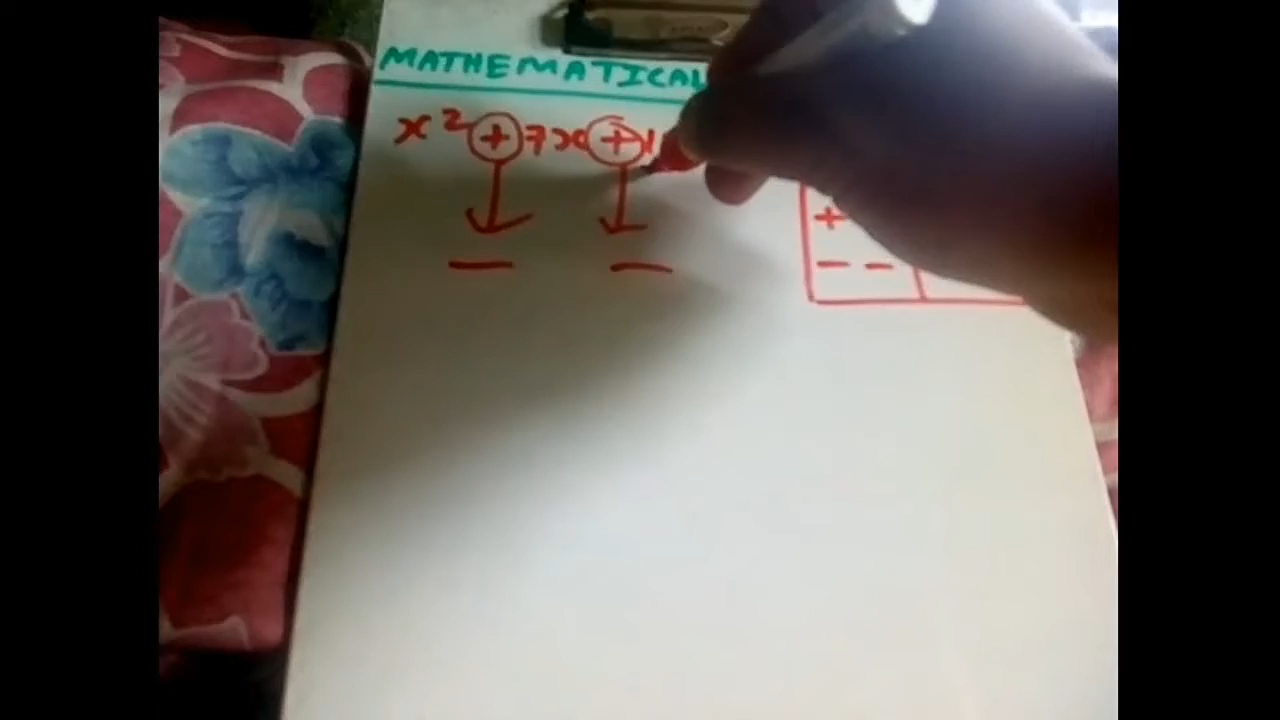 MATHEMATICAL
x² + 7x + 1
+
- -
- -